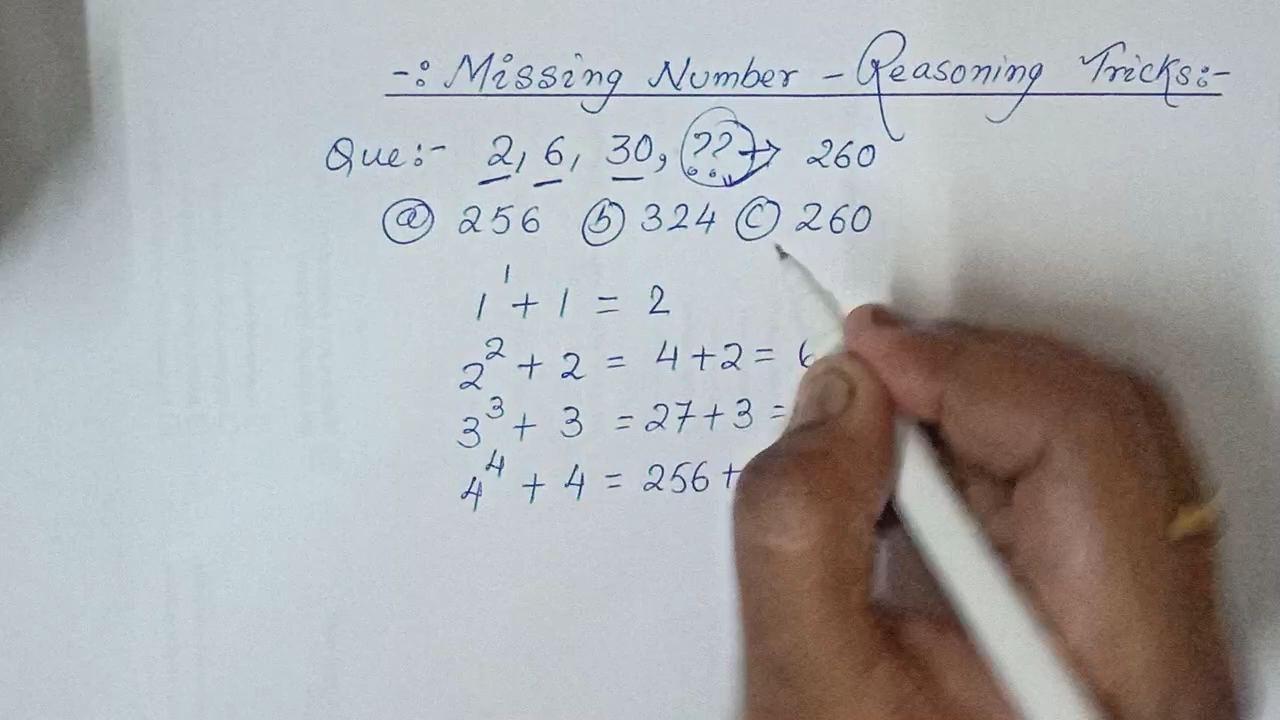 -: Missing Number - Reasoning Tricks:-
Que:- 2, 6, 30, ?? → 260
(a) 256 (b) 324 (c) 260
1¹ + 1 = 2
2² + 2 = 4 + 2 = 6
3³ + 3 = 27 + 3 =
4⁴ + 4 = 256 +